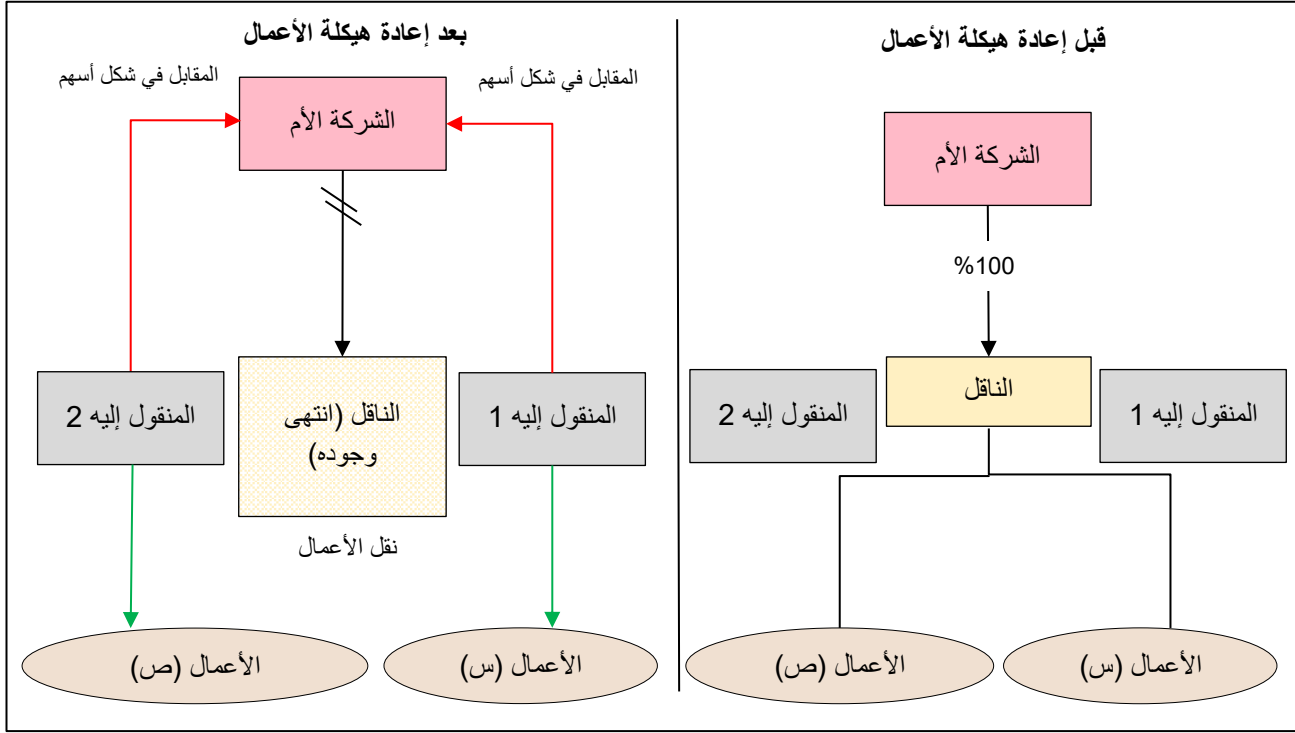 قبل إعادة هيكلة الأعمال
الشركة الأم
%100
الناقل
المنقول إليه 1
المنقول إليه 2
الأعمال (س)
الأعمال (ص)
بعد إعادة هيكلة الأعمال
المقابل في شكل أسهم
المقابل في شكل أسهم
الشركة الأم
المنقول إليه 1
الناقل (انتهى
وجوده)
المنقول إليه 2
نقل الأعمال
الأعمال (س)
الأعمال (ص)